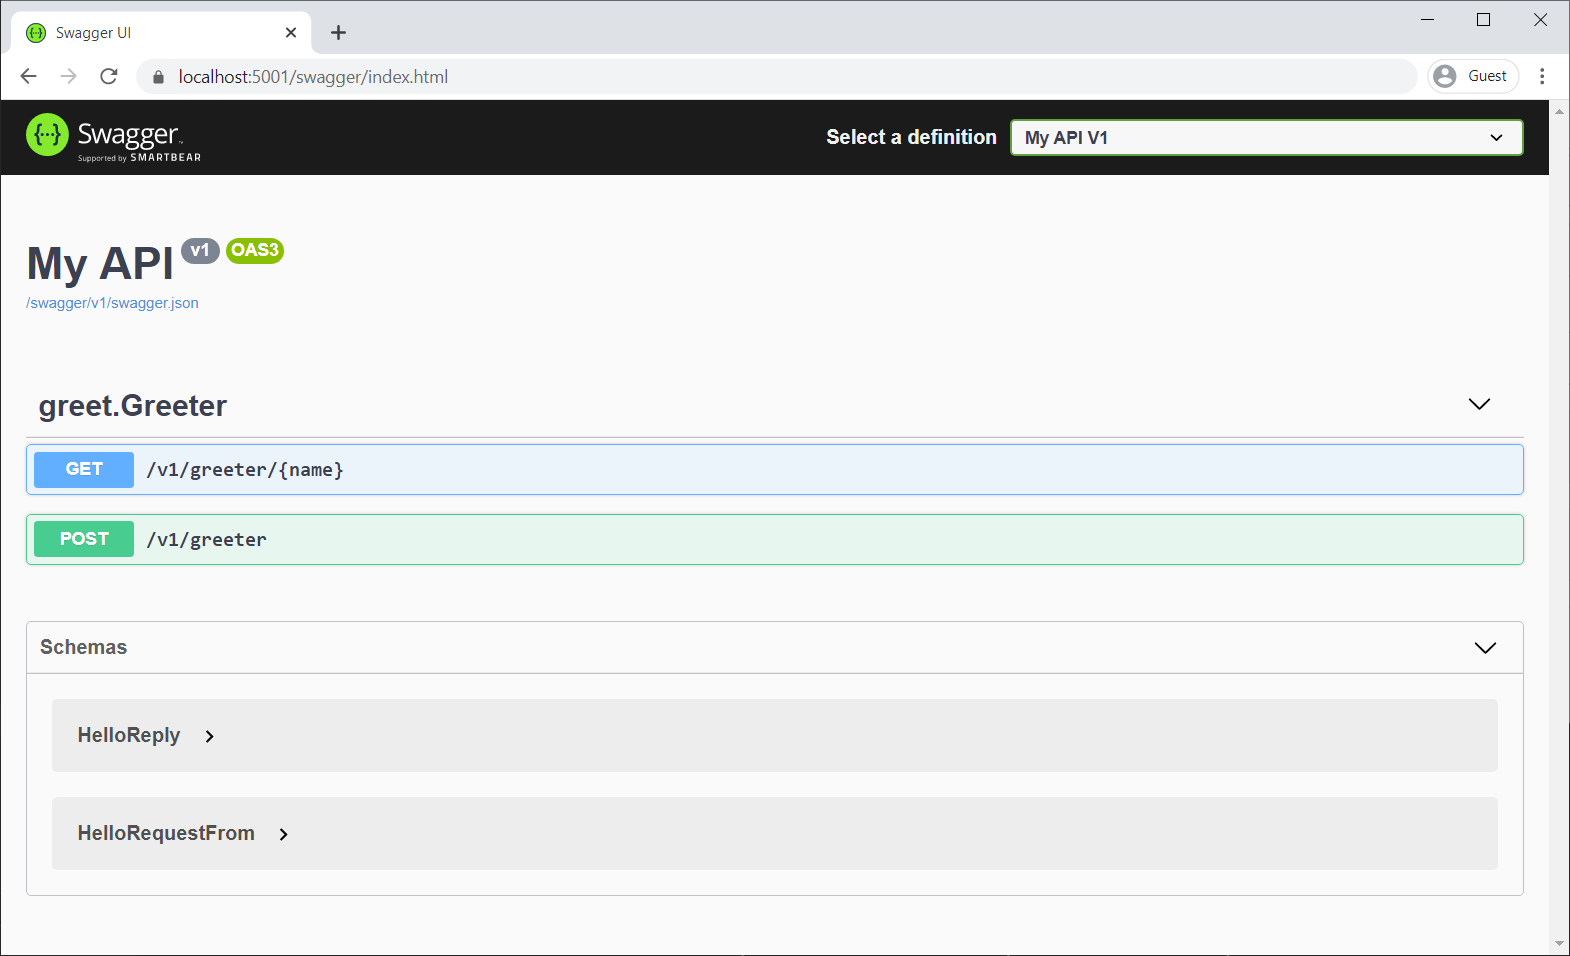 Swagger UI
localhost:5001/swagger/index.html
Guest
{···} Swagger
Supported by SMARTBEAR
Select a definition
My API V1
My API v1 OAS3
/swagger/v1/swagger.json
greet.Greeter
GET /v1/greeter/{name}
POST /v1/greeter
Schemas
HelloReply
HelloRequestFrom